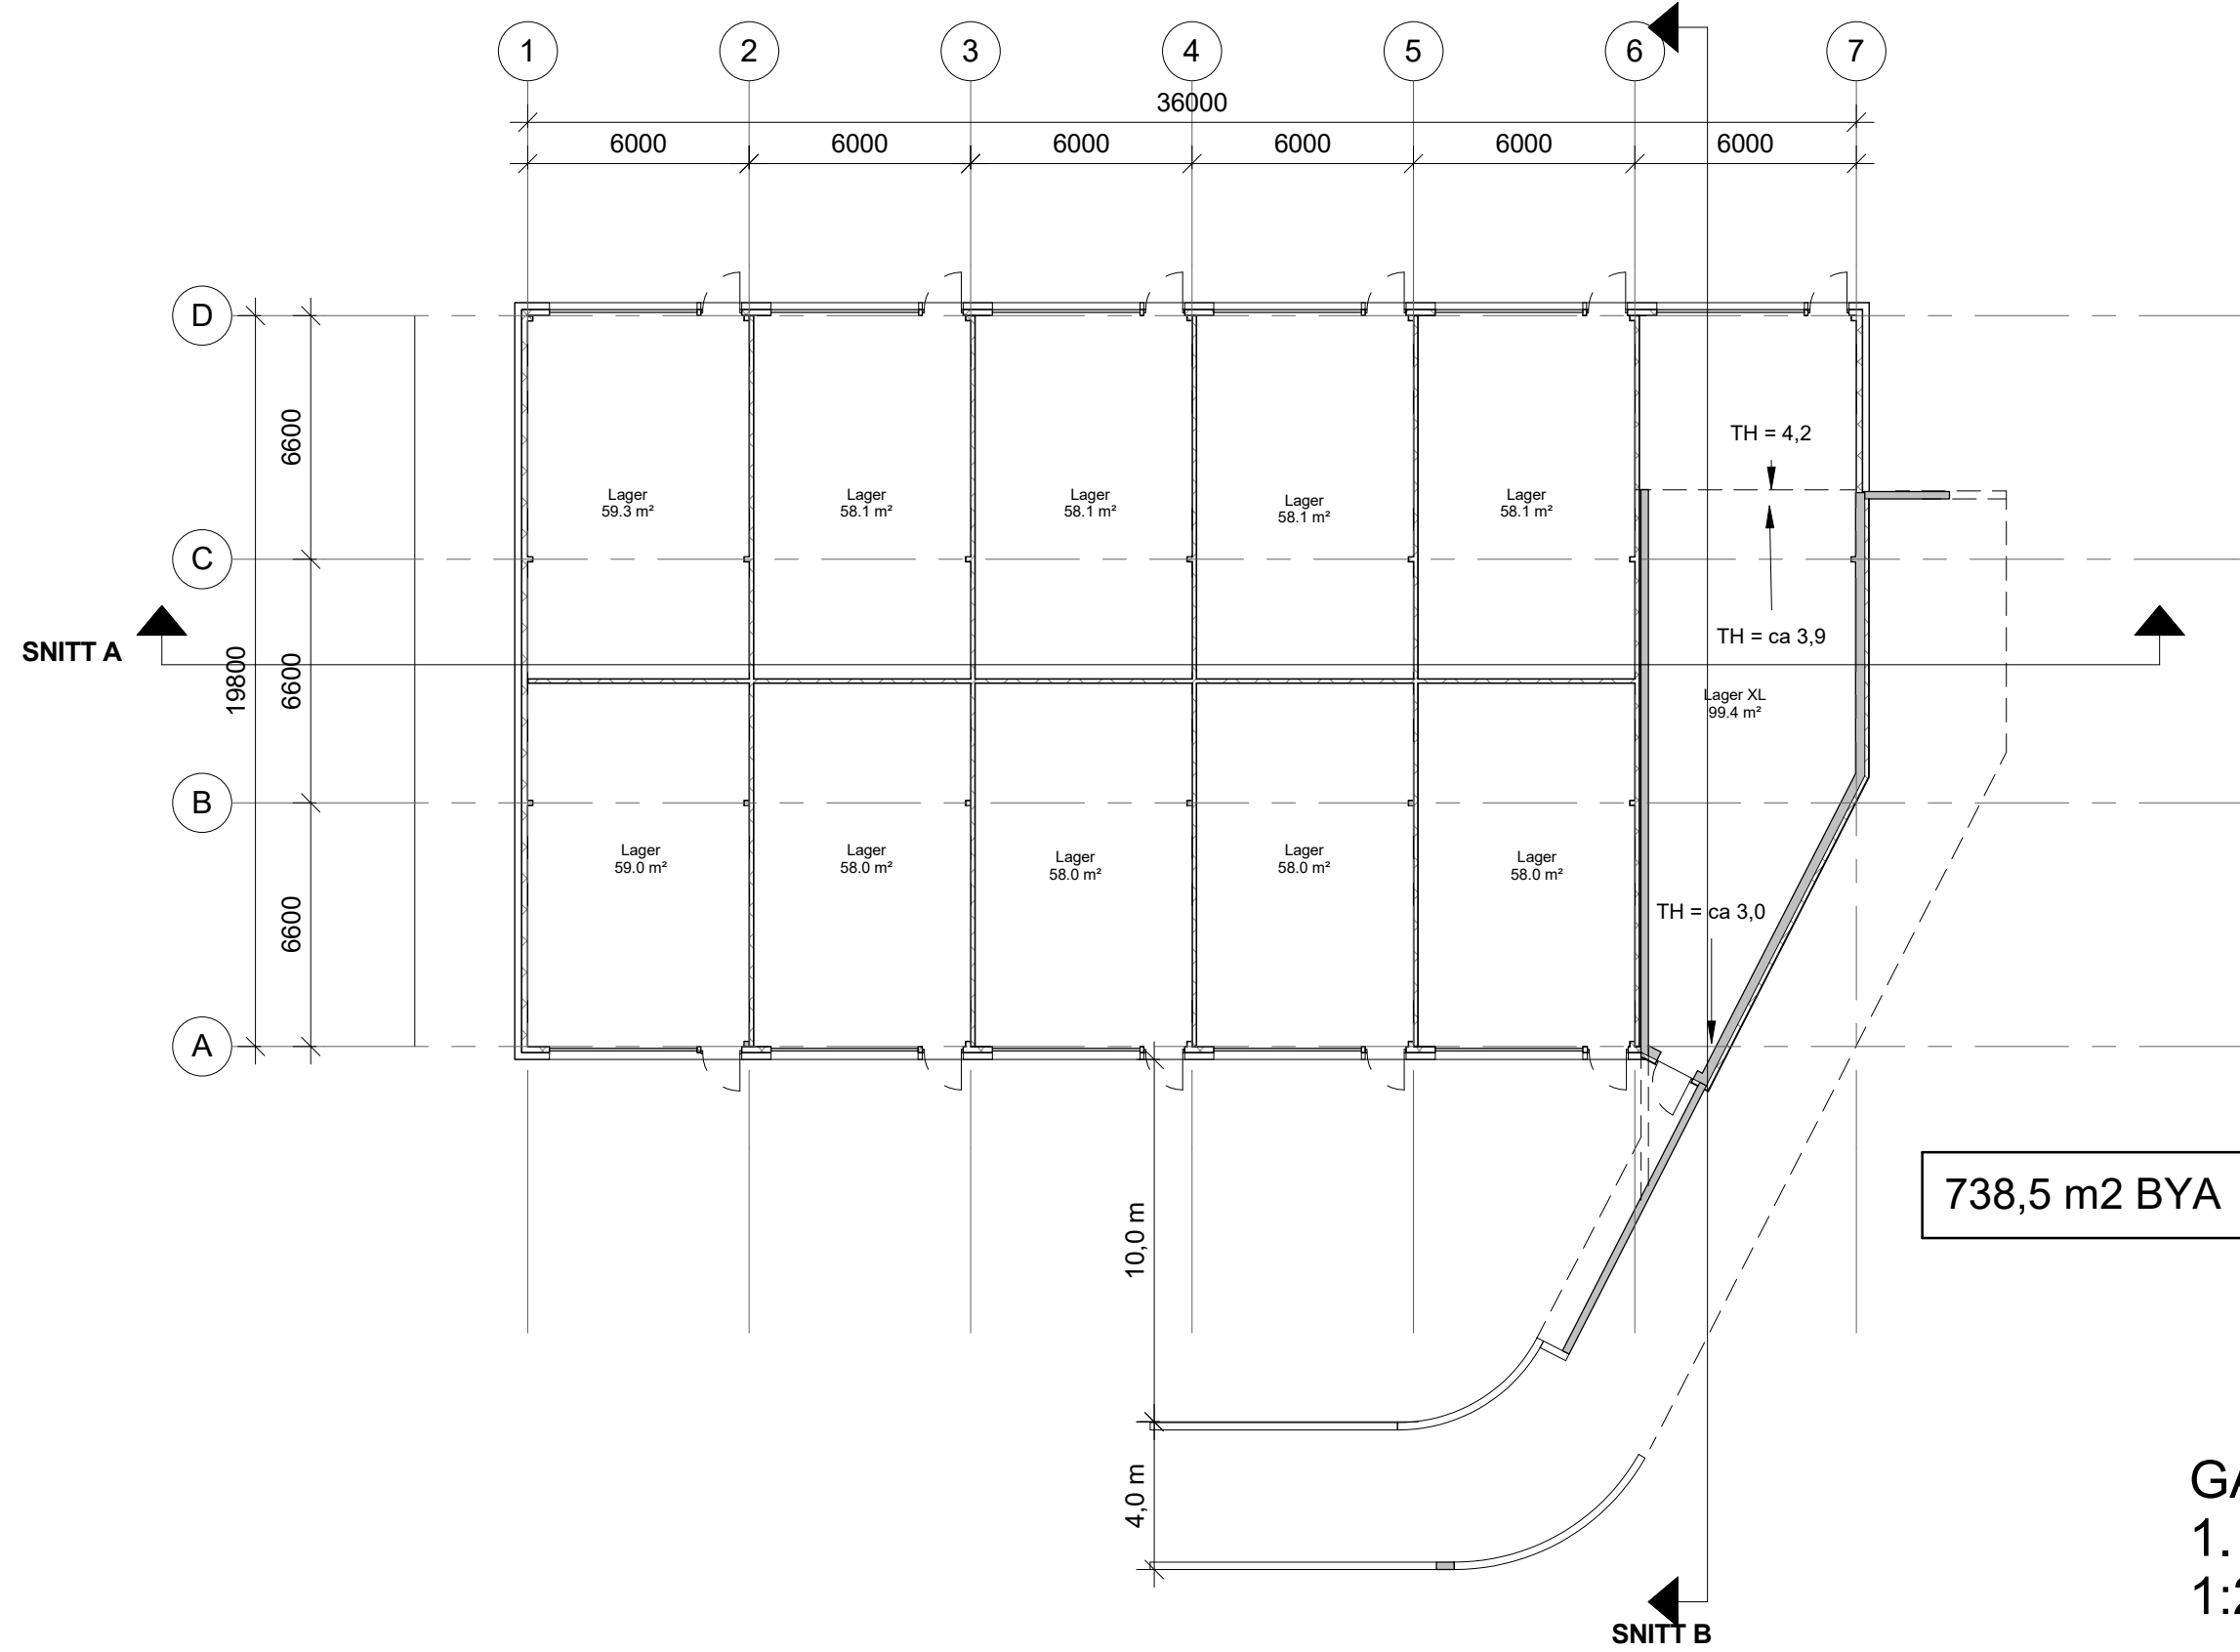 1 2 3 4 5 6 7
36000
6000 6000 6000 6000 6000 6000
D
C
B
A
6600
6600
6600
19800
SNITT A
TH = 4,2
TH = ca 3,9
Lager
59.3 m²
Lager
58.1 m²
Lager
58.1 m²
Lager
58.1 m²
Lager
58.1 m²
Lager XL
99.4 m²
Lager
59.0 m²
Lager
58.0 m²
Lager
58.0 m²
Lager
58.0 m²
Lager
58.0 m²
TH = ca 3,0
10,0 m
4,0 m
738,5 m2 BYA
SNITT B
1.